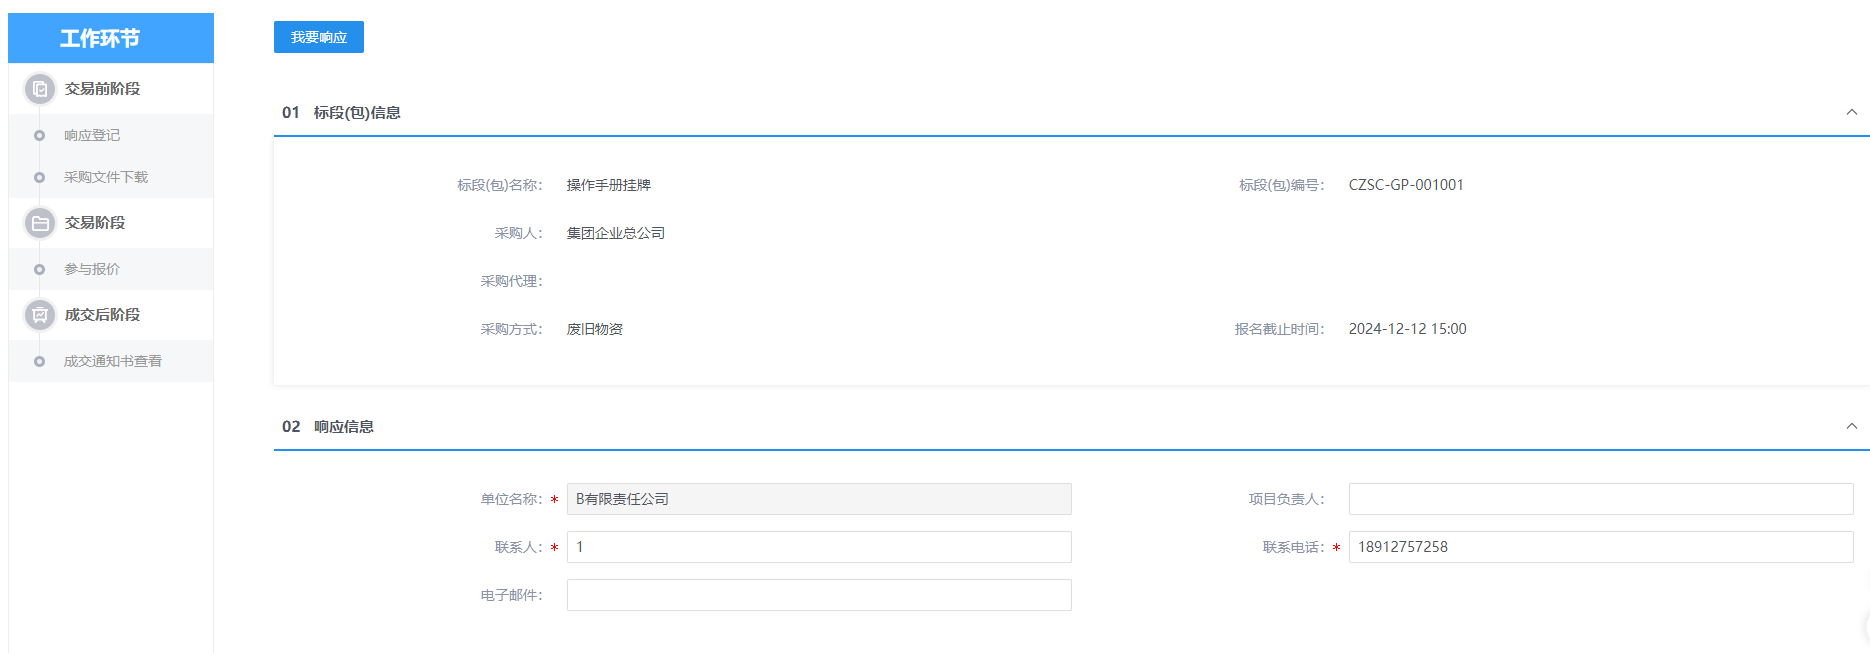 工作环节
交易前阶段
响应登记
采购文件下载
交易阶段
参与报价
成交后阶段
成交通知书查看
我要响应
01 标段(包)信息
标段(包)名称： 操作手册挂牌 标段(包)编号： CZSC-GP-001001
采购人： 集团企业总公司
采购代理：
采购方式： 废旧物资 报名截止时间： 2024-12-12 15:00
02 响应信息
单位名称：* B有限责任公司 项目负责人：
联系人：* 1 联系电话：* 18912757258
电子邮件：